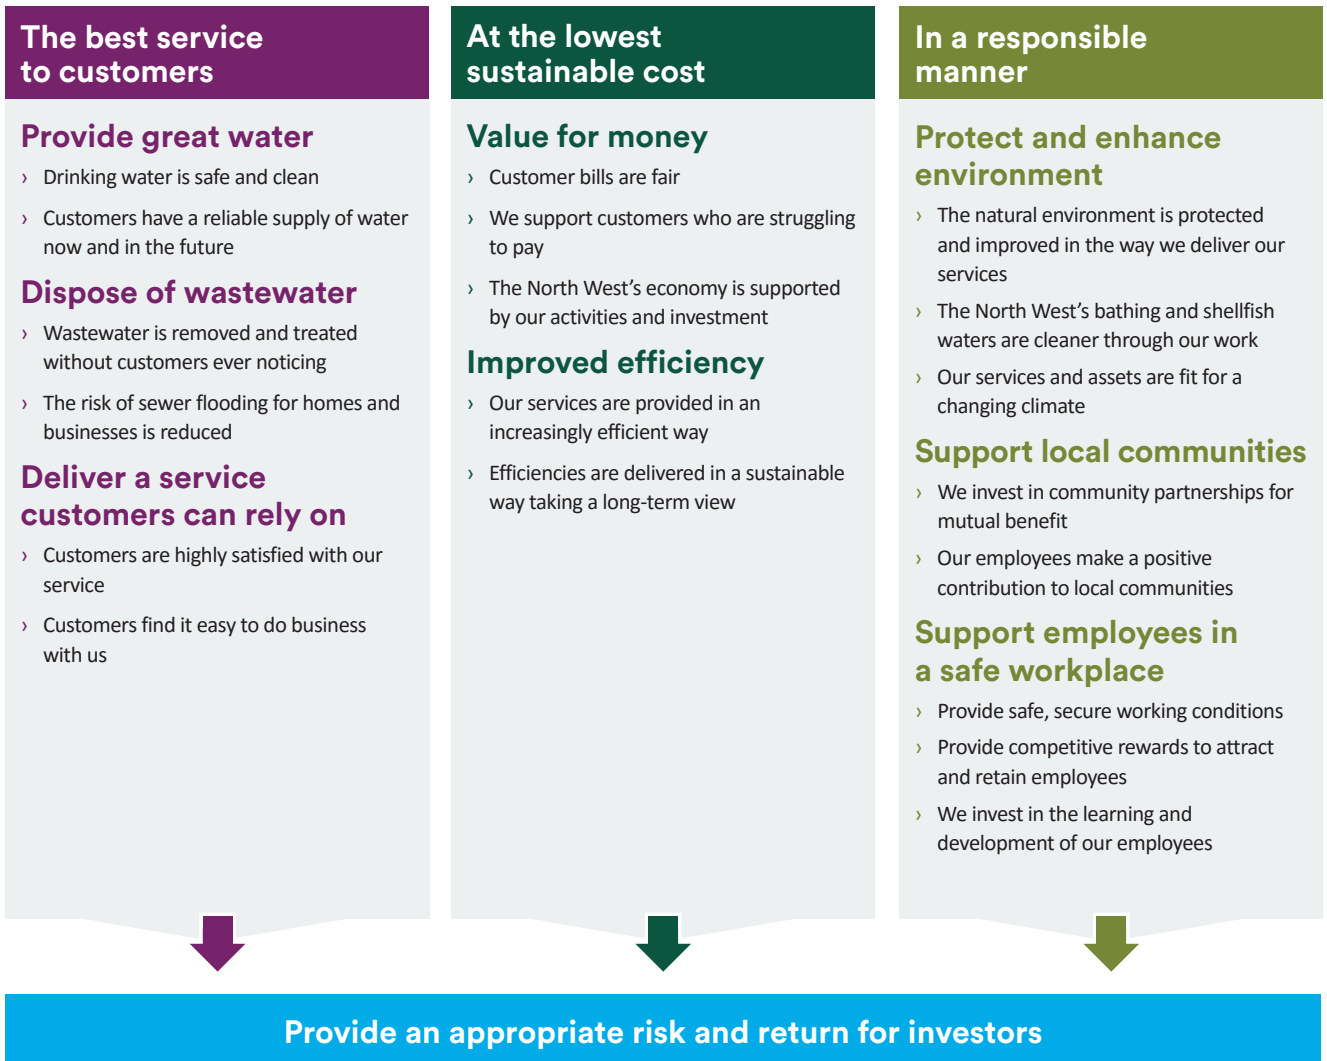 The best service
to customers
Provide great water
› Drinking water is safe and clean
› Customers have a reliable supply of water
now and in the future
Dispose of wastewater
› Wastewater is removed and treated
without customers ever noticing
› The risk of sewer flooding for homes and
businesses is reduced
Deliver a service
customers can rely on
› Customers are highly satisfied with our
service
› Customers find it easy to do business
with us
At the lowest
sustainable cost
Value for money
› Customer bills are fair
› We support customers who are struggling
to pay
› The North West’s economy is supported
by our activities and investment
Improved efficiency
› Our services are provided in an
increasingly efficient way
› Efficiencies are delivered in a sustainable
way taking a long-term view
In a responsible
manner
Protect and enhance
environment
› The natural environment is protected
and improved in the way we deliver our
services
› The North West’s bathing and shellfish
waters are cleaner through our work
› Our services and assets are fit for a
changing climate
Support local communities
› We invest in community partnerships for
mutual benefit
› Our employees make a positive
contribution to local communities
Support employees in
a safe workplace
› Provide safe, secure working conditions
› Provide competitive rewards to attract
and retain employees
› We invest in the learning and
development of our employees
Provide an appropriate risk and return for investors